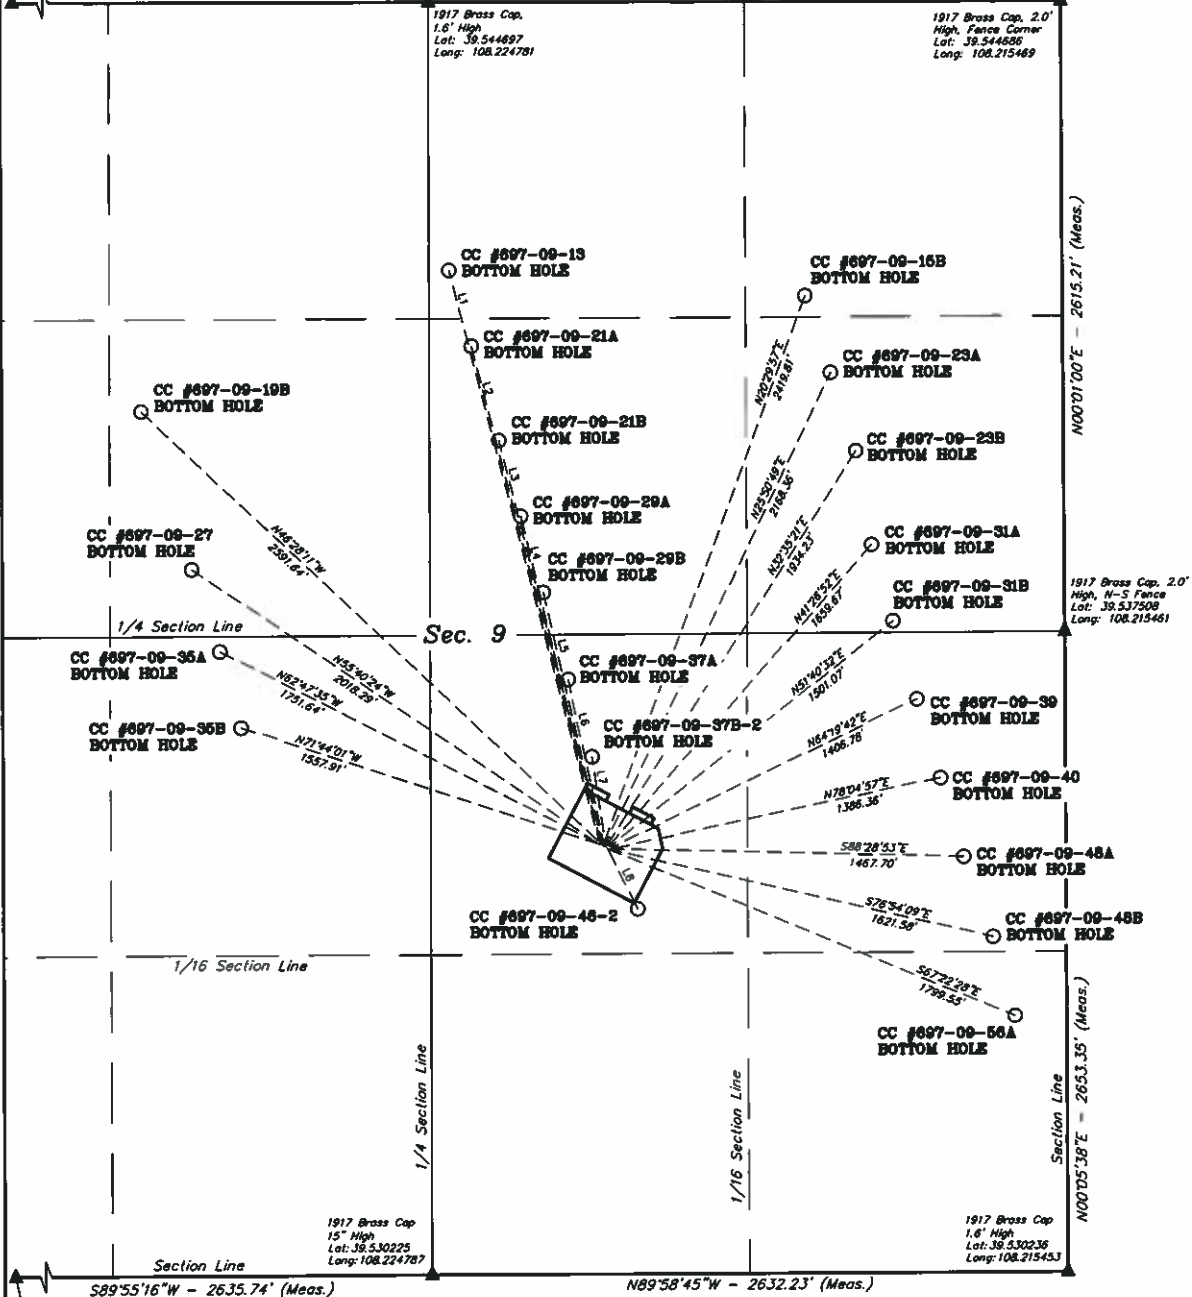 1917 Brass Cap,
1.6' High
Lat: 39.544697
Long: 108.224781
1917 Brass Cap, 2.0'
High, Fence Corner
Lat: 39.544686
Long: 108.215469
N00°01'00"E - 2615.21' (Meas.)
CC #697-09-13
BOTTOM HOLE
L1
CC #697-09-15B
BOTTOM HOLE
CC #697-09-21A
BOTTOM HOLE
L2
N20°29'57"E
2419.81'
CC #697-09-23A
BOTTOM HOLE
CC #697-09-19B
BOTTOM HOLE
CC #697-09-21B
BOTTOM HOLE
L3
CC #697-09-23B
BOTTOM HOLE
N25°50'49"E
2168.36'
CC #697-09-29A
BOTTOM HOLE
L4
CC #697-09-27
BOTTOM HOLE
N46°28'11"W
2591.64'
CC #697-09-29B
BOTTOM HOLE
N32°35'21"E
1934.23'
CC #697-09-31A
BOTTOM HOLE
N41°26'52"E
1659.67'
CC #697-09-31B
BOTTOM HOLE
1917 Brass Cap, 2.0'
High, N-S Fence
Lat: 39.537508
Long: 108.215461
1/4 Section Line
Sec. 9
L5
CC #697-09-35A
BOTTOM HOLE
N55°40'24"W
2018.29'
CC #697-09-37A
BOTTOM HOLE
N51°40'32"E
1501.07'
N62°47'35"W
1751.64'
L6
CC #697-09-39
BOTTOM HOLE
CC #697-09-35B
BOTTOM HOLE
N71°44'01"W
1557.91'
CC #697-09-37B-2
BOTTOM HOLE
N64°19'42"E
1406.78'
L7
N78°04'57"E
1386.36'
CC #697-09-40
BOTTOM HOLE
S88°28'53"E
1467.70'
CC #697-09-48A
BOTTOM HOLE
L8
CC #697-09-46-2
BOTTOM HOLE
S76°54'09"E
1621.58'
CC #697-09-48B
BOTTOM HOLE
1/16 Section Line
S67°22'28"E
1799.55'
CC #697-09-56A
BOTTOM HOLE
1/4 Section Line
1/16 Section Line
Section Line
N00°05'38"E - 2653.35' (Meas.)
1917 Brass Cap
15" High
Lat: 39.530225
Long: 108.224787
1917 Brass Cap
1.6' High
Lat: 39.530236
Long: 108.215453
Section Line
S89°55'16"W - 2635.74' (Meas.)
N89°58'45"W - 2632.23' (Meas.)